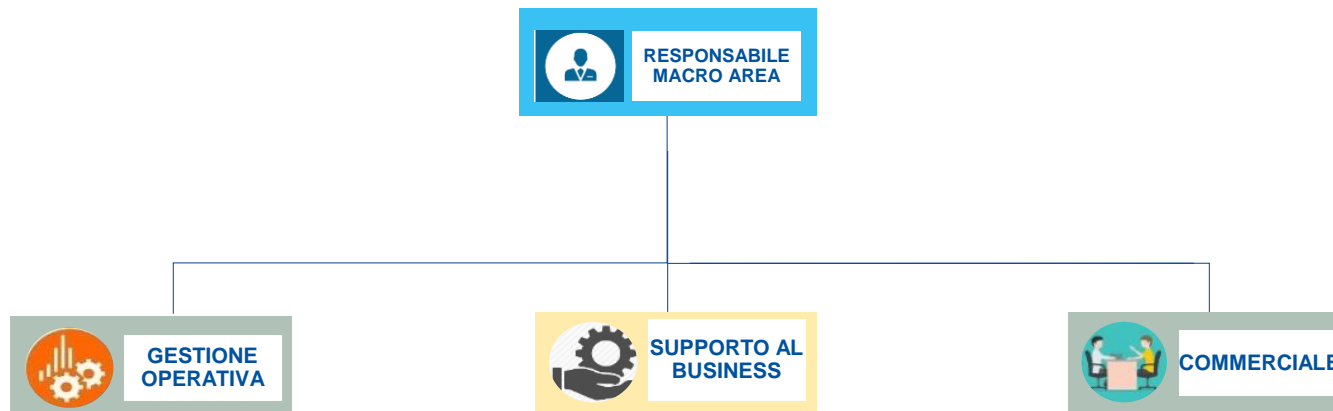 RESPONSABILE
MACRO AREA
GESTIONE
OPERATIVA
SUPPORTO AL
BUSINESS
COMMERCIALE